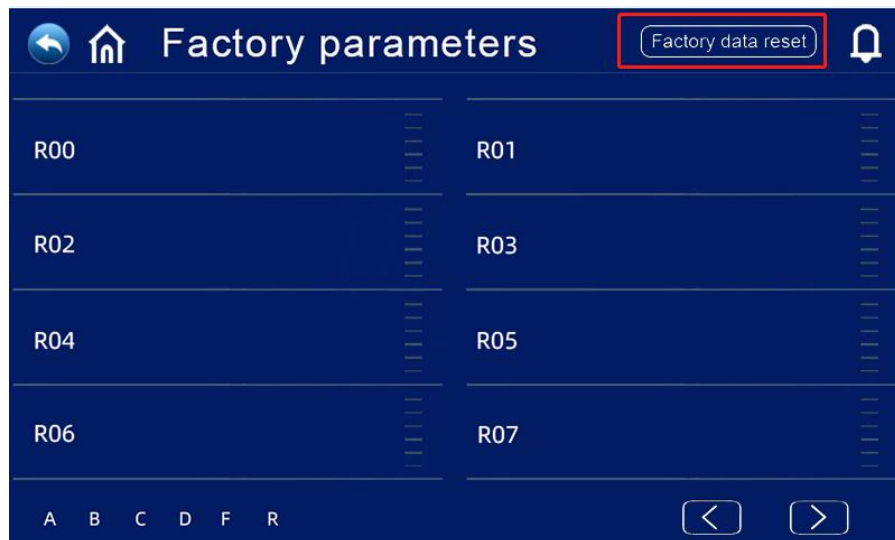 Factory parameters Factory data reset
R00 R01
R02 R03
R04 R05
R06 R07
A B C D F R < >